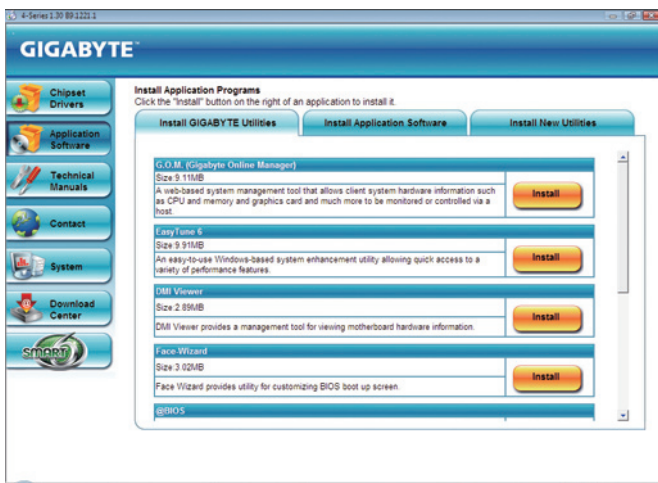 4-Series 1.30 B9.1221.1
GIGABYTE™
Chipset
Drivers
Application
Software
Technical
Manuals
Contact
System
Download
Center
SMART 6
Install Application Programs
Click the "Install" button on the right of an application to install it.
Install GIGABYTE Utilities
Install Application Software
Install New Utilities
G.O.M. (Gigabyte Online Manager)
Size:9.11MB
A web-based system management tool that allows client system hardware information such
as CPU and memory and graphics card and much more to be monitored or controlled via a
host.
Install
EasyTune 6
Size:9.91MB
An easy-to-use Windows-based system enhancement utility allowing quick access to a
variety of performance features.
Install
DMI Viewer
Size:2.89MB
DMI Viewer provides a management tool for viewing motherboard hardware information.
Install
Face-Wizard
Size:3.02MB
Face Wizard provides utility for customizing BIOS boot up screen.
Install
@BIOS